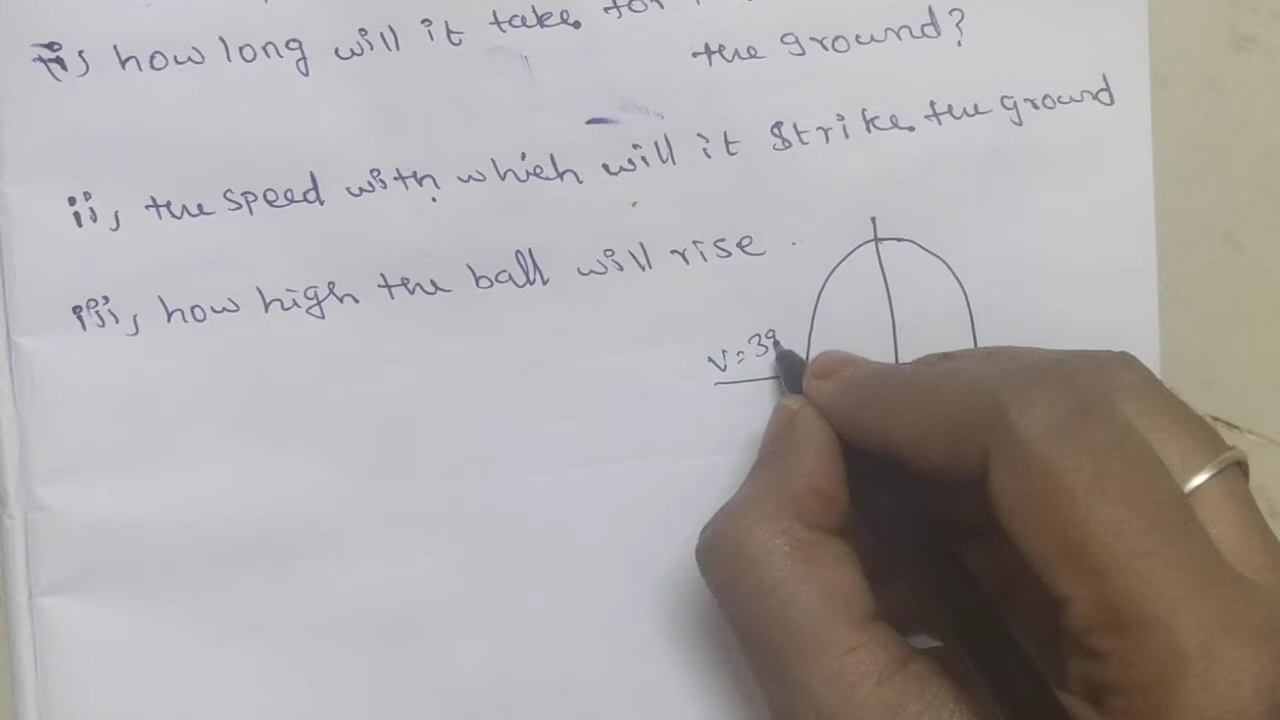 i, how long will it take for
the ground?
ii, the speed with which will it strike the ground
iii, how high the ball will rise.
V=39